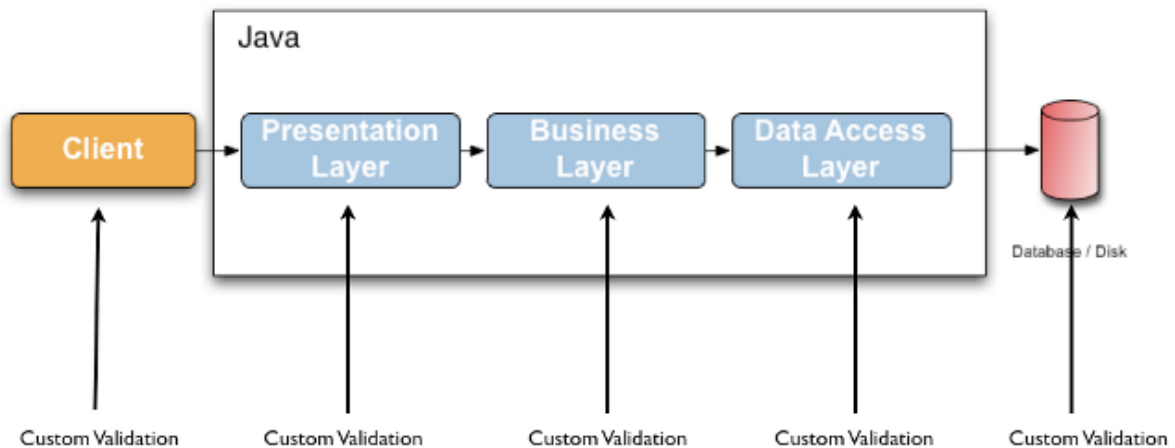 Java
Client
Presentation
Layer
Business
Layer
Data Access
Layer
Database / Disk
Custom Validation
Custom Validation
Custom Validation
Custom Validation
Custom Validation